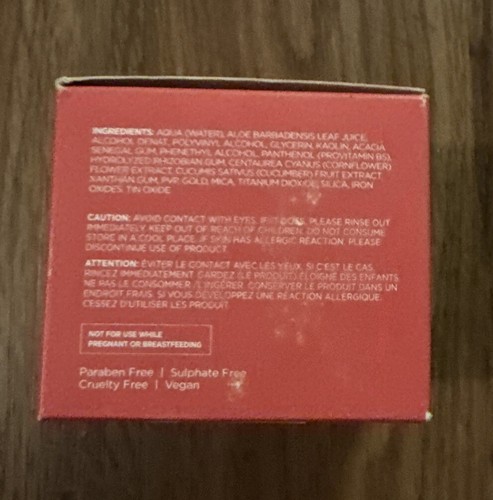 INGREDIENTS: AQUA (WATER), ALOE BARBADENSIS LEAF JUICE,
ALCOHOL DENAT, POLYVINYL ALCOHOL, GLYCERIN, KAOLIN, ACACIA
SENEGAL GUM, PHENETHYL ALCOHOL, PANTHENOL (PROVITAMIN B5),
HYDROLYZED RHIZOBIAN GUM, CENTAUREA CYANUS (CORNFLOWER)
FLOWER EXTRACT, CUCUMIS SATIVUS (CUCUMBER) FRUIT EXTRACT,
XANTHAN GUM, PVP, GOLD, MICA, TITANIUM DIOXIDE, SILICA, IRON
OXIDES, TIN OXIDE
CAUTION: AVOID CONTACT WITH EYES, IF IT DOES, PLEASE RINSE OUT
IMMEDIATELY. KEEP OUT OF REACH OF CHILDREN. DO NOT CONSUME.
STORE IN A COOL PLACE. IF SKIN HAS ALLERGIC REACTION, PLEASE
DISCONTINUE USE OF PRODUCT
ATTENTION: ÉVITER LE CONTACT AVEC LES YEUX. SI C'EST LE CAS,
RINCEZ IMMÉDIATEMENT. GARDEZ (LE PRODUIT) ÉLOIGNÉ DES ENFANTS.
NE PAS LE CONSOMMER /L'INGÉRER. CONSERVER LE PRODUIT DANS UN
ENDROIT FRAIS. SI VOUS DÉVELOPPEZ UNE RÉACTION ALLERGIQUE,
CESSEZ D'UTILISER LES PRODUIT
NOT FOR USE WHILE
PREGNANT OR BREASTFEEDING
Paraben Free | Sulphate Free
Cruelty Free | Vegan